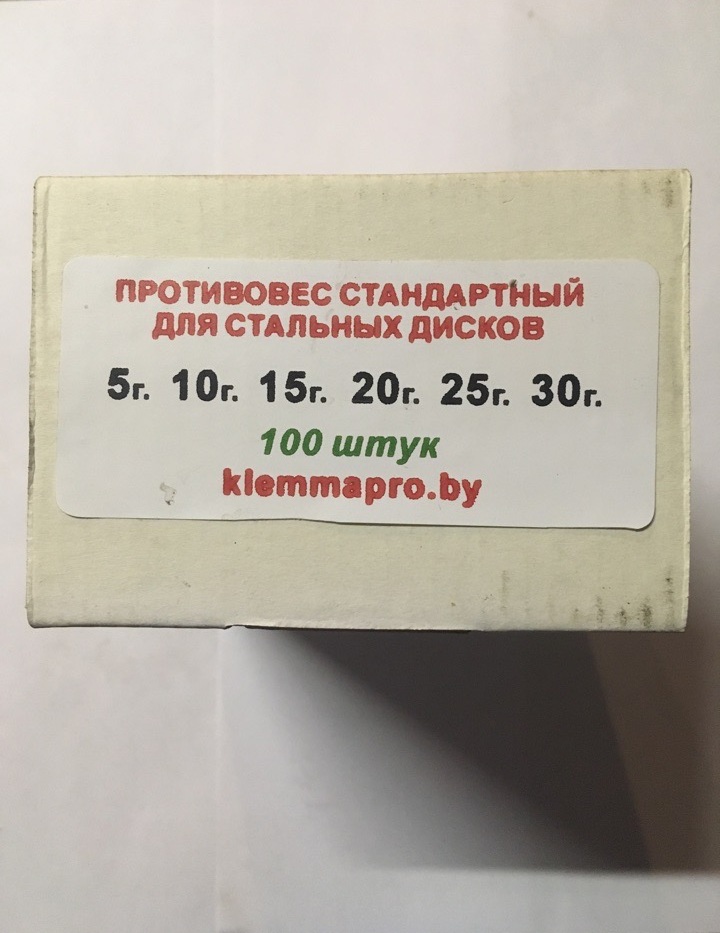 ПРОТИВОВЕС СТАНДАРТНЫЙ
ДЛЯ СТАЛЬНЫХ ДИСКОВ
5г. 10г. 15г. 20г. 25г. 30г.
100 штук
klemmapro.by